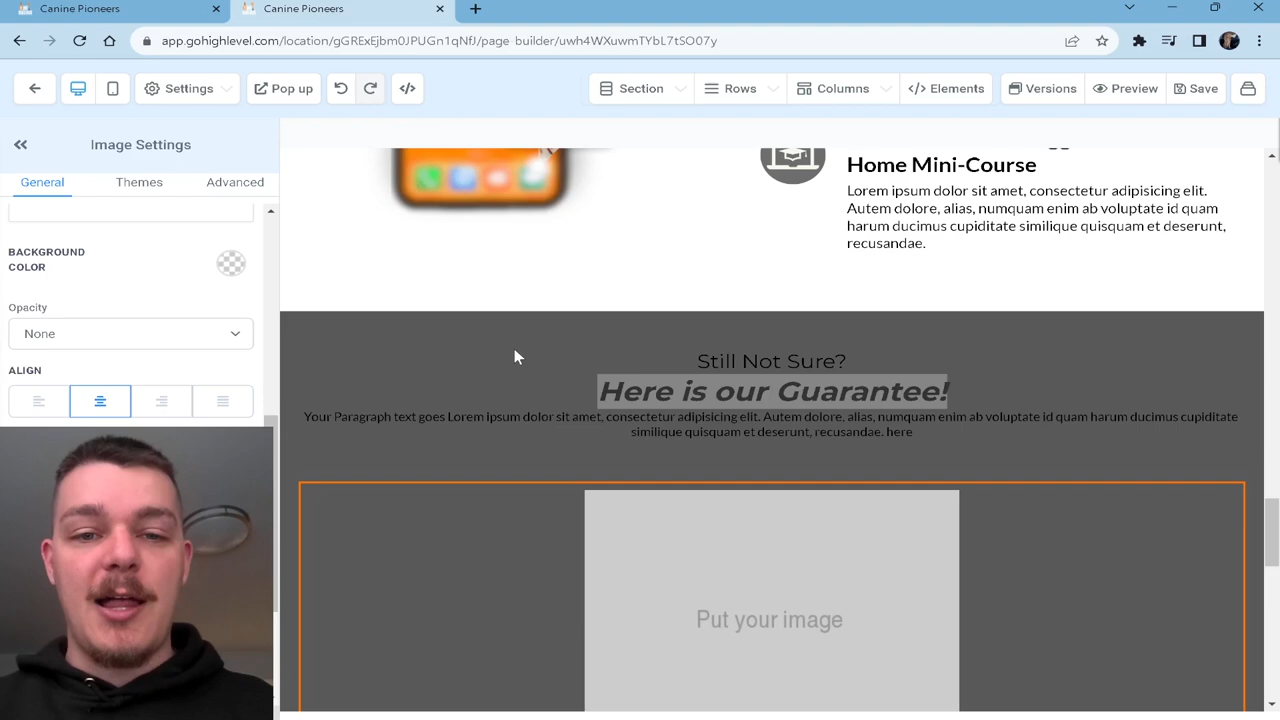 Canine Pioneers
Canine Pioneers
app.gohighlevel.com/location/gGRExEjbm0JPUGn1qNfJ/page-builder/uwh4WXuwmTYbL7tSO07y
Settings
Pop up
Section
Rows
Columns
Elements
Versions
Preview
Save
Image Settings
General
Themes
Advanced
BACKGROUND
COLOR
Opacity
None
ALIGN
Home Mini-Course
Lorem ipsum dolor sit amet, consectetur adipisicing elit.
Autem dolore, alias, numquam enim ab voluptate id quam
harum ducimus cupiditate similique quisquam et deserunt,
recusandae.
Still Not Sure?
Here is our Guarantee!
Your Paragraph text goes Lorem ipsum dolor sit amet, consectetur adipisicing elit. Autem dolore, alias, numquam enim ab voluptate id quam harum ducimus cupiditate
similique quisquam et deserunt, recusandae. here
Put your image